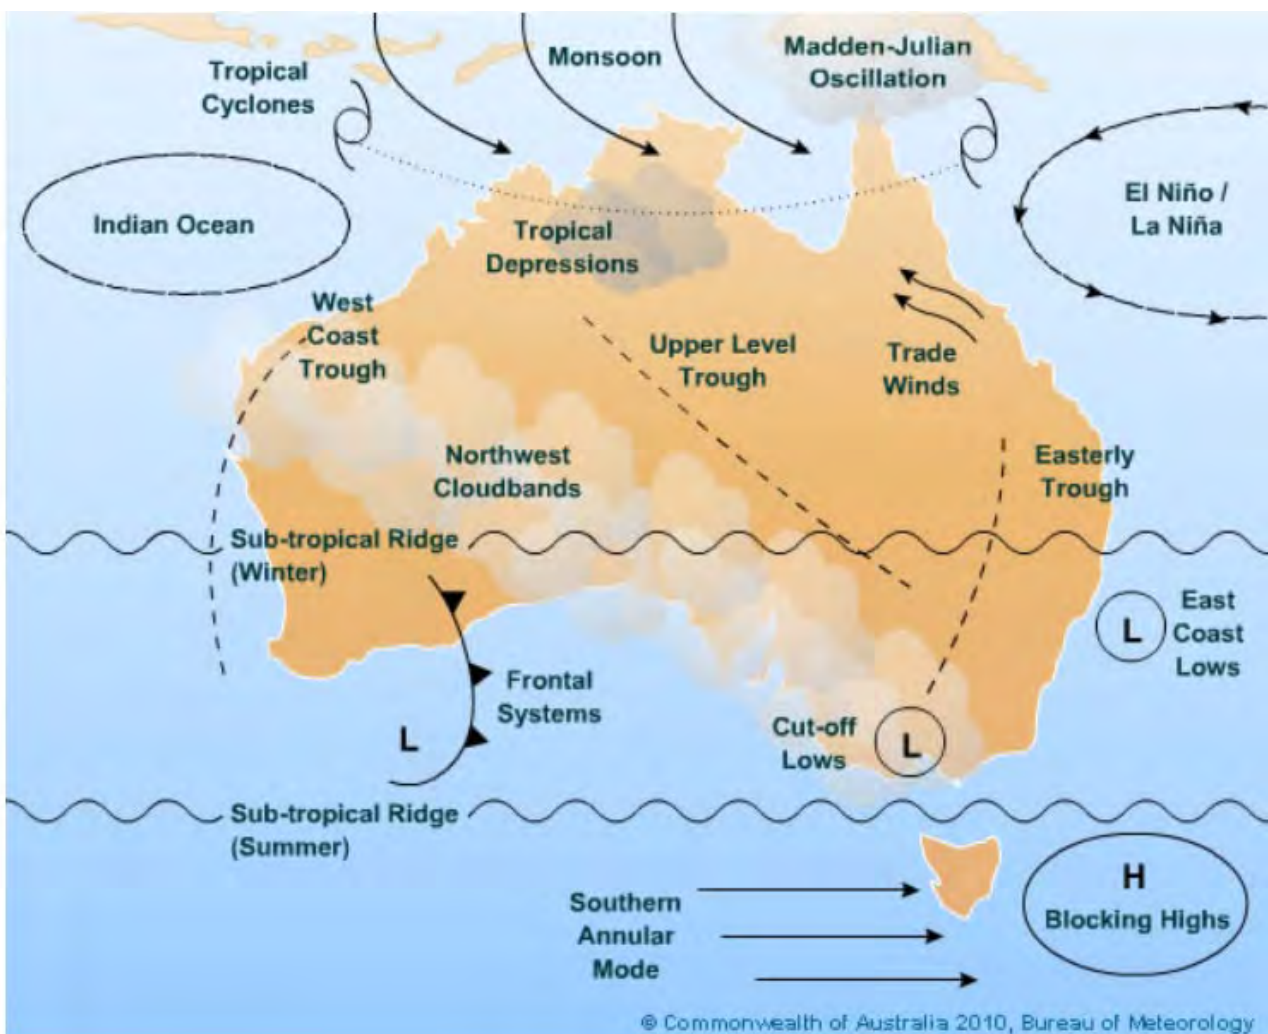 Monsoon
Madden-Julian
Oscillation
Tropical
Cyclones
El Niño /
La Niña
Indian Ocean
Tropical
Depressions
West
Coast
Trough
Upper Level
Trough
Trade
Winds
Northwest
Cloudbands
Easterly
Trough
Sub-tropical Ridge
(Winter)
L
East
Coast
Lows
Frontal
Systems
L
Cut-off
Lows
L
Sub-tropical Ridge
(Summer)
H
Blocking Highs
Southern
Annular
Mode
© Commonwealth of Australia 2010, Bureau of Meteorology